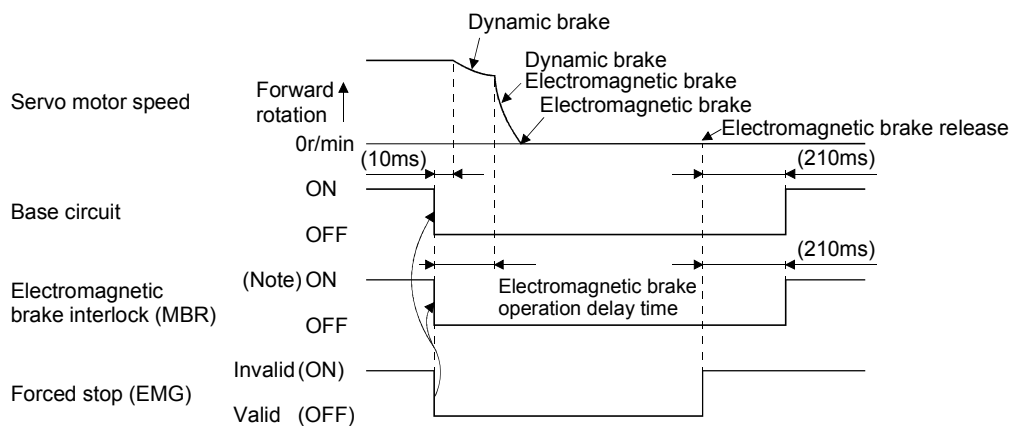 Dynamic brake
Dynamic brake
Electromagnetic brake
Electromagnetic brake
Electromagnetic brake release
Servo motor speed
Forward
rotation
0r/min
(10ms)
(210ms)
Base circuit
ON
OFF
(210ms)
Electromagnetic
brake interlock (MBR)
(Note) ON
OFF
Electromagnetic brake
operation delay time
Forced stop (EMG)
Invalid (ON)
Valid (OFF)